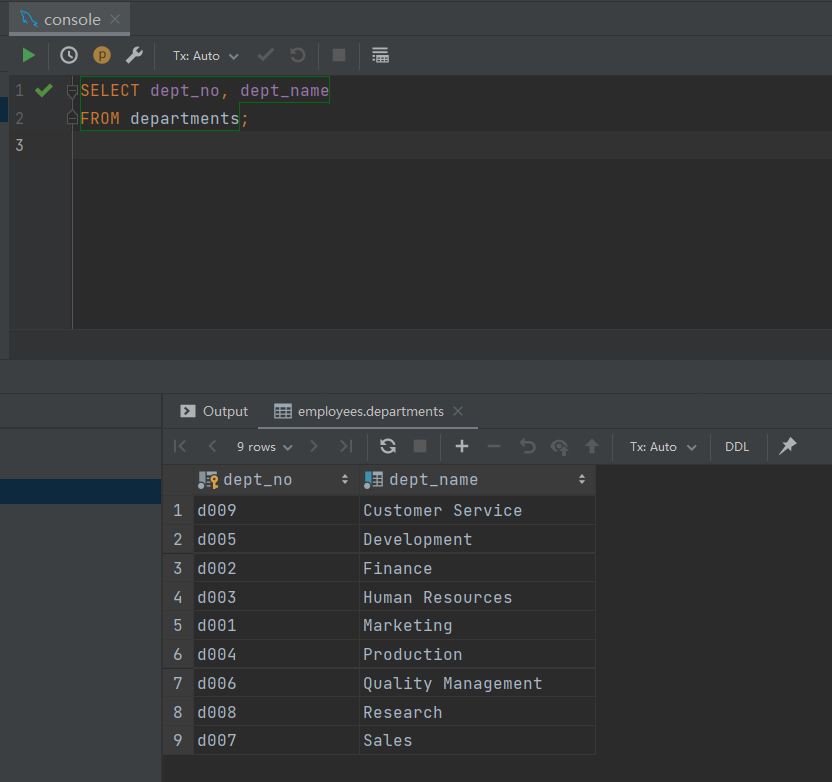 console
Tx: Auto
1 SELECT dept_no, dept_name
2 FROM departments;
3
Output employees.departments
9 rows Tx: Auto DDL
dept_no dept_name
1 d009 Customer Service
2 d005 Development
3 d002 Finance
4 d003 Human Resources
5 d001 Marketing
6 d004 Production
7 d006 Quality Management
8 d008 Research
9 d007 Sales